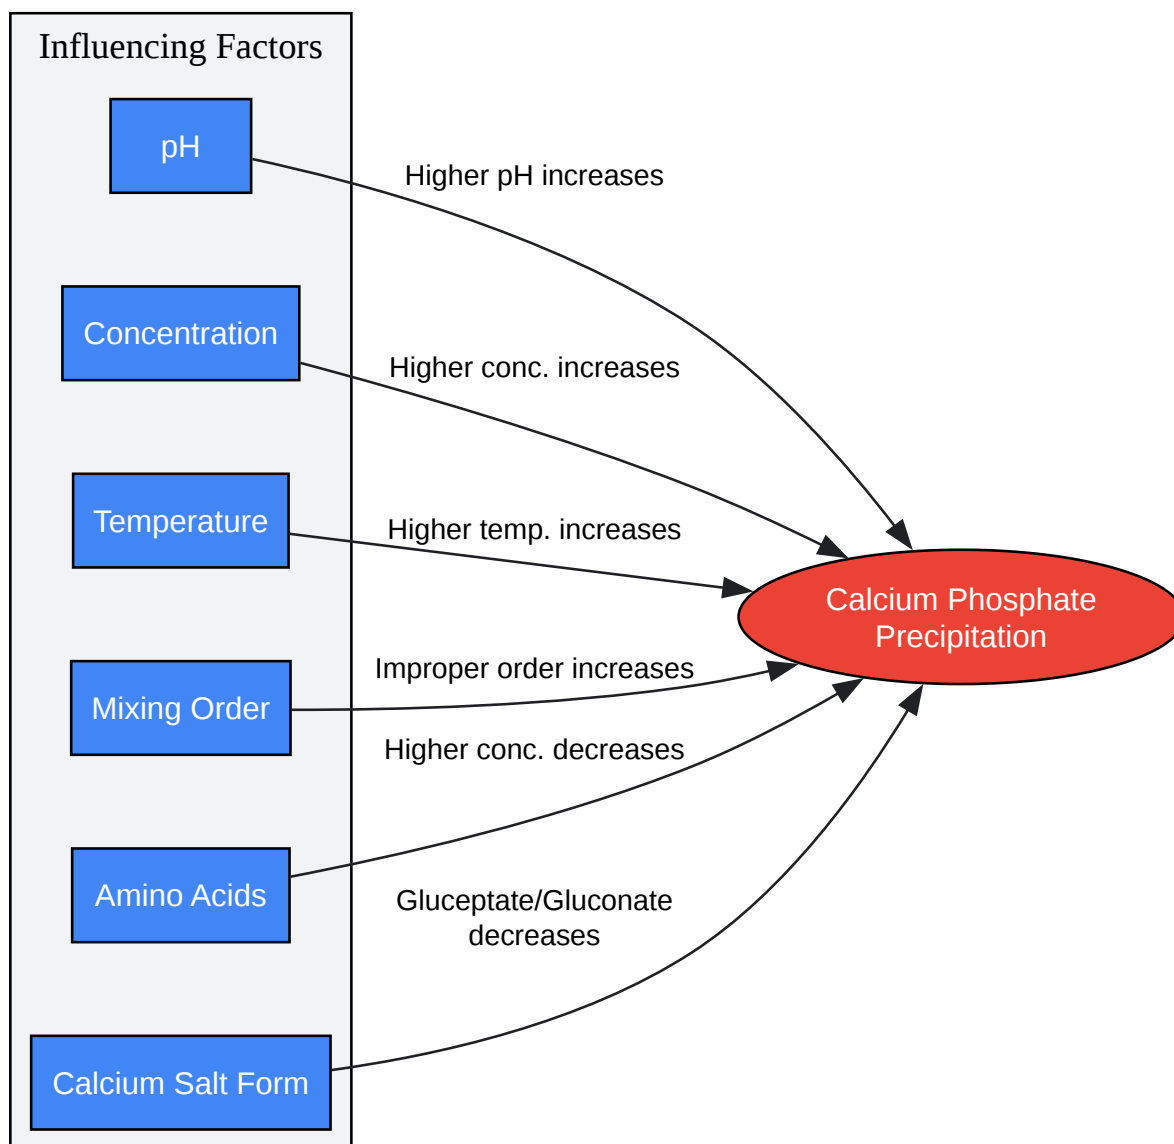 Influencing Factors
pH
Higher pH increases
Concentration
Higher conc. increases
Temperature
Higher temp. increases
Calcium Phosphate
Precipitation
Mixing Order
Improper order increases
Higher conc. decreases
Amino Acids
Gluceptate/Gluconate
decreases
Calcium Salt Form